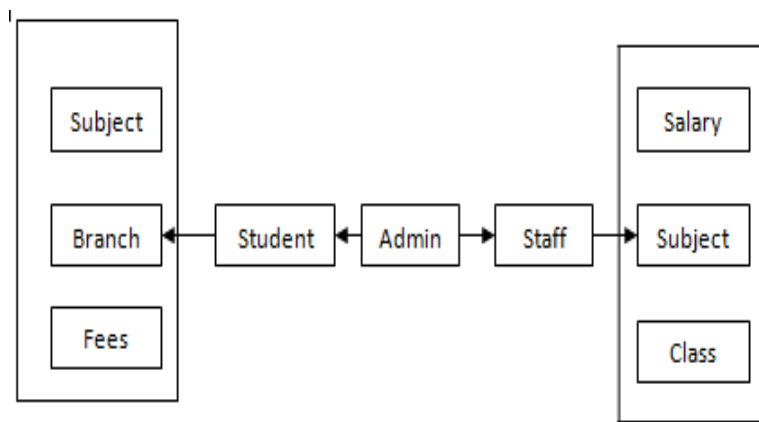 Subject
Branch
Fees
Student
Admin
Staff
Salary
Subject
Class